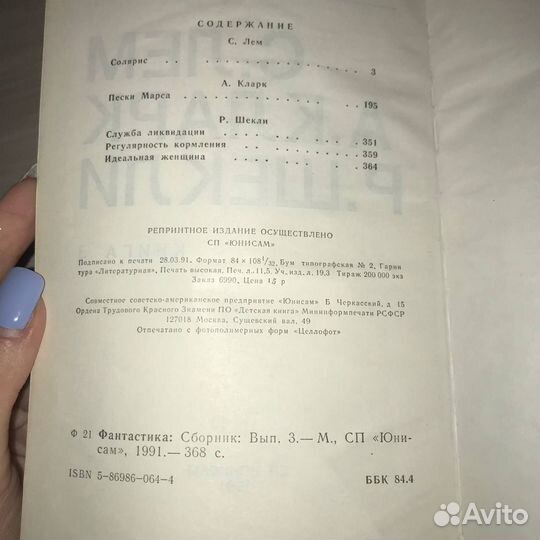 СОДЕРЖАНИЕ
С. Лем
Солярис . . . . . . . . . . . . . . . . 3
А. Кларк
Пески Марса . . . . . . . . . . . . 195
Р. Шекли
Служба ликвидации . . . . . . . . . . 351
Регулярность кормления . . . . . . . . . 359
Идеальная женщина . . . . . . . . . . 364
РЕПРИНТНОЕ ИЗДАНИЕ ОСУЩЕСТВЛЕНО
СП «ЮНИСАМ»
Подписано к печати 28.03.91. Формат 84 × 108 1/32. Бум типографская № 2, Гарни
тура «Литературная», Печать высокая, Печ. л. 11,5. Уч. изд. л. 19,3 Тираж 200 000 экз
Заказ 6990, Цена 15 р
Совместное советско-американское предприятие «Юнисам» Б Черкасский, д 15
Ордена Трудового Красного Знамени ПО «Детская книга» Мининформпечати РСФСР
127018 Москва, Сущевский вал, 49
Отпечатано с фотополимерных форм «Целлофот»
Ф 21 Фантастика: Сборник: Вып. 3.— М., СП «Юни-
сам», 1991.— 368 с.
ISBN 5-86986-064-4 ББК 84.4
С. ЛЕМ
А. КЛАРК
Р. ШЕКЛИ
КНИГА
Avito